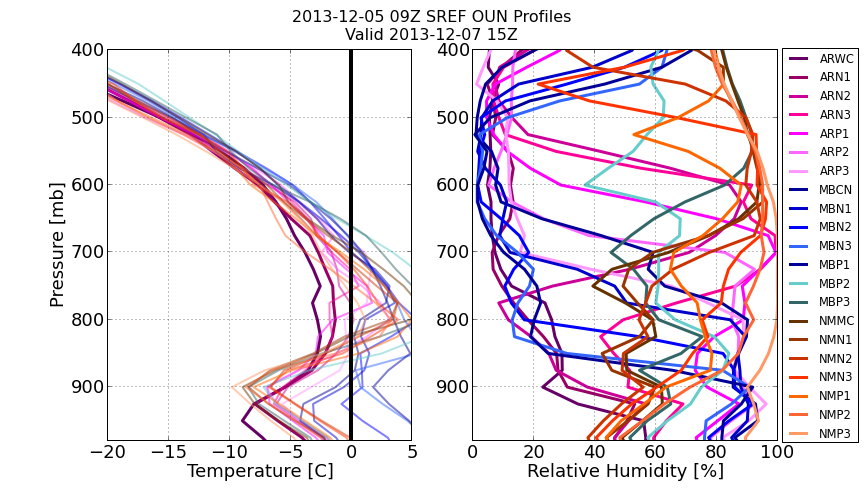 2013-12-05 09Z SREF OUN Profiles
Valid 2013-12-07 15Z
400
500
600
700
800
900
Pressure [mb]
−20 −15 −10 −5 0 5
Temperature [C]
400
500
600
700
800
900
0 20 40 60 80 100
Relative Humidity [%]
ARWC
ARN1
ARN2
ARN3
ARP1
ARP2
ARP3
MBCN
MBN1
MBN2
MBN3
MBP1
MBP2
MBP3
NMMC
NMN1
NMN2
NMN3
NMP1
NMP2
NMP3